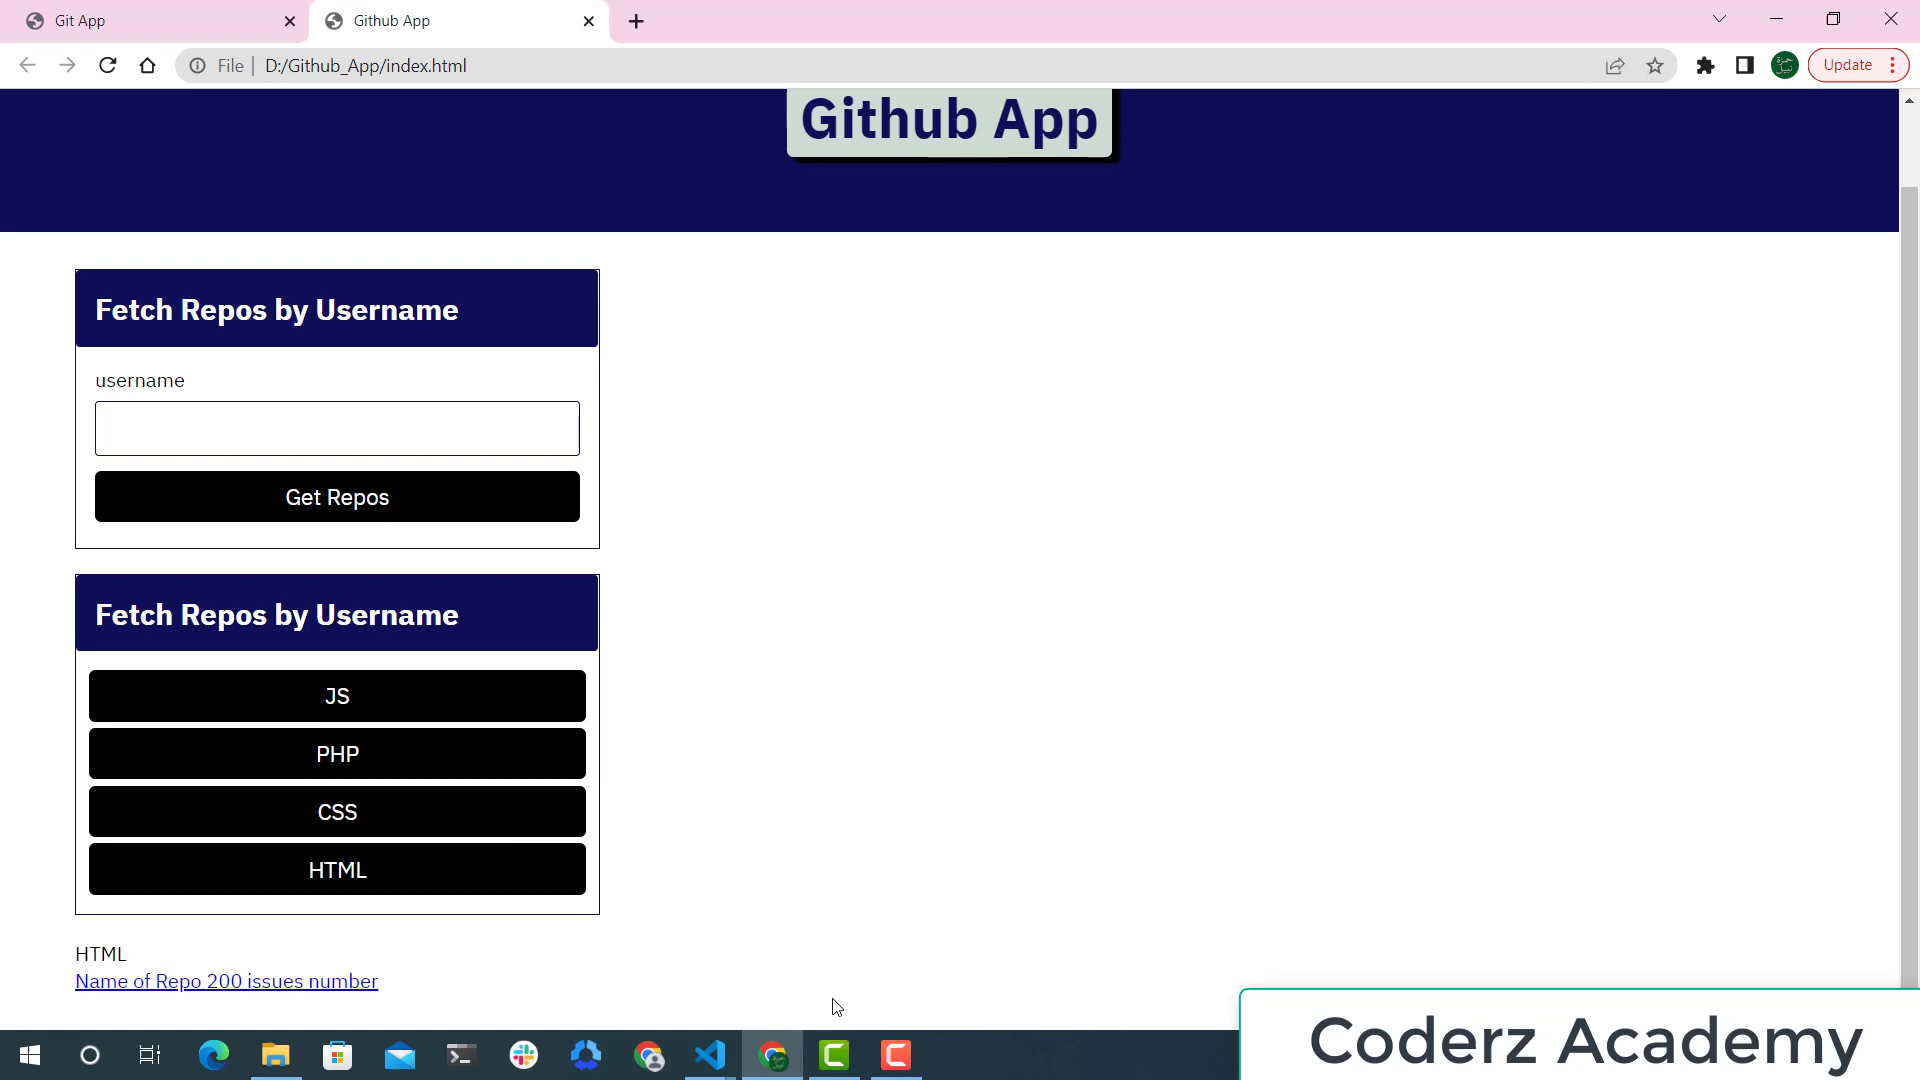 Git App
Github App
File
D:/Github_App/index.html
Update
Github App
Fetch Repos by Username
username
Get Repos
Fetch Repos by Username
JS
PHP
CSS
HTML
HTML
Name of Repo 200 issues number
Coderz Academy